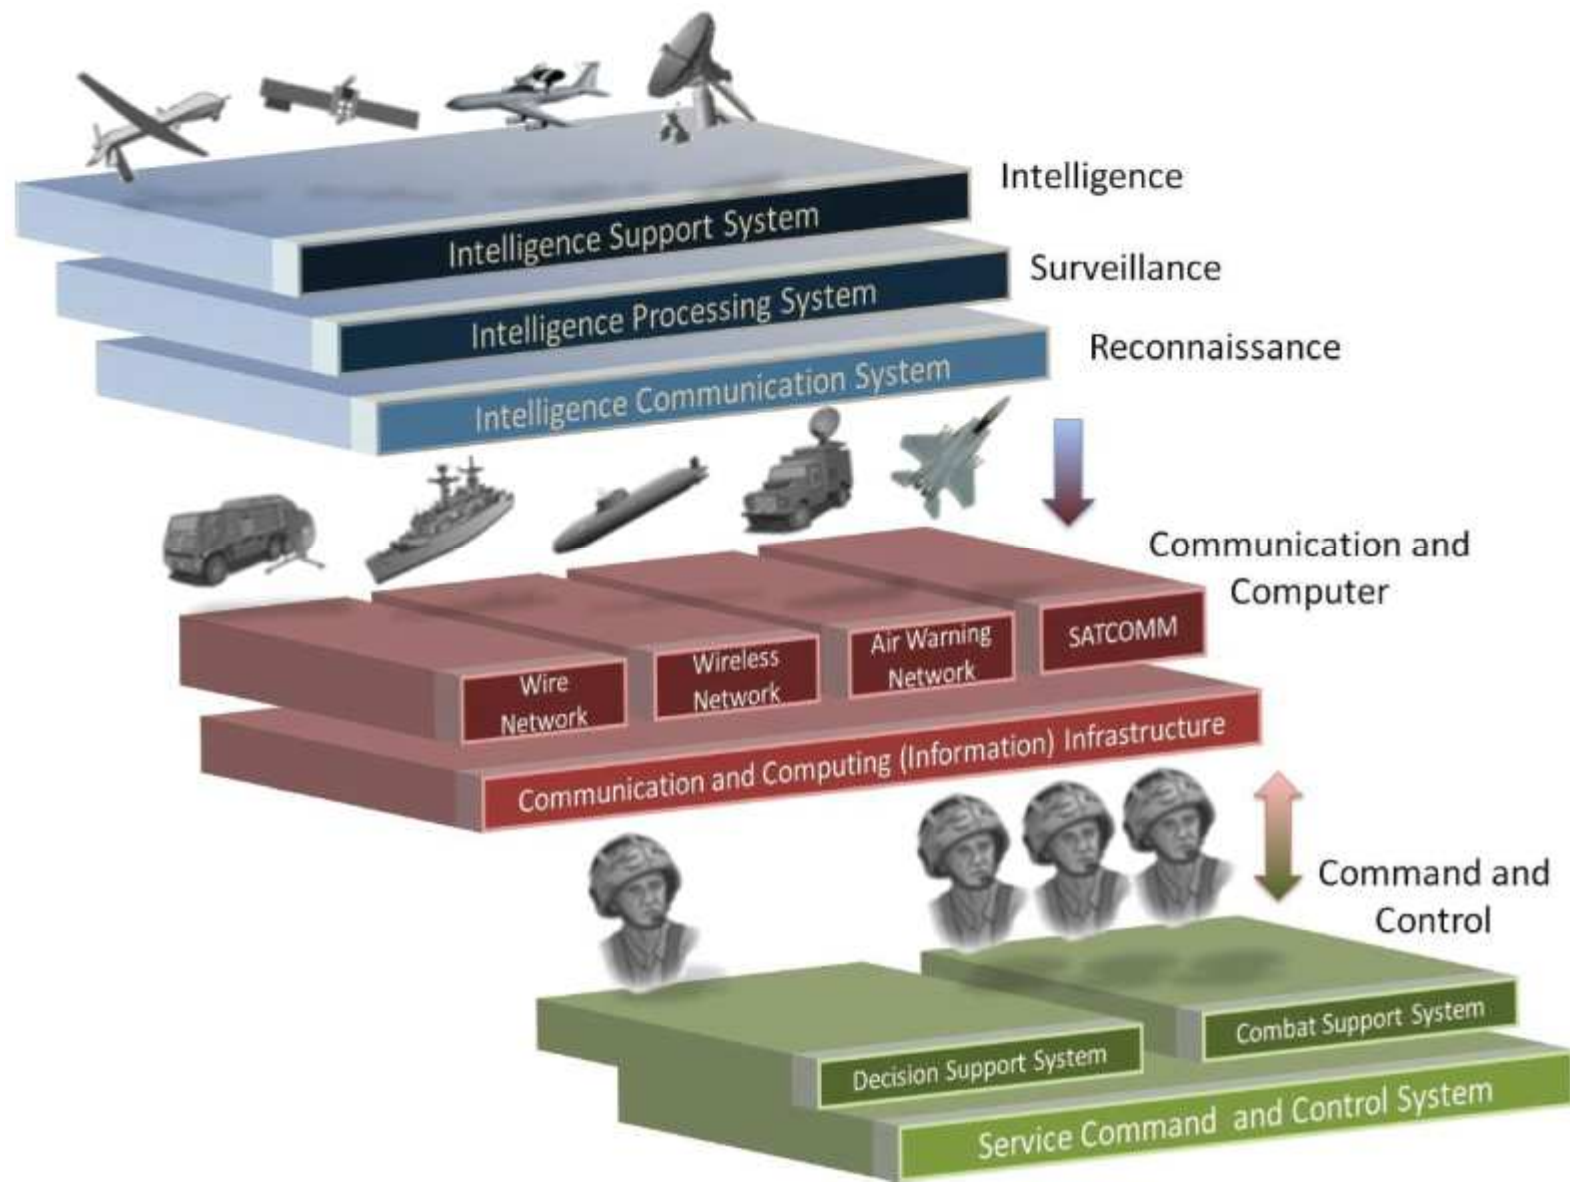 Intelligence
Intelligence Support System
Surveillance
Intelligence Processing System
Reconnaissance
Intelligence Communication System
Communication and
Computer
Wire
Network
Wireless
Network
Air Warning
Network
SATCOMM
Communication and Computing (Information) Infrastructure
Command and
Control
Decision Support System
Combat Support System
Service Command and Control System